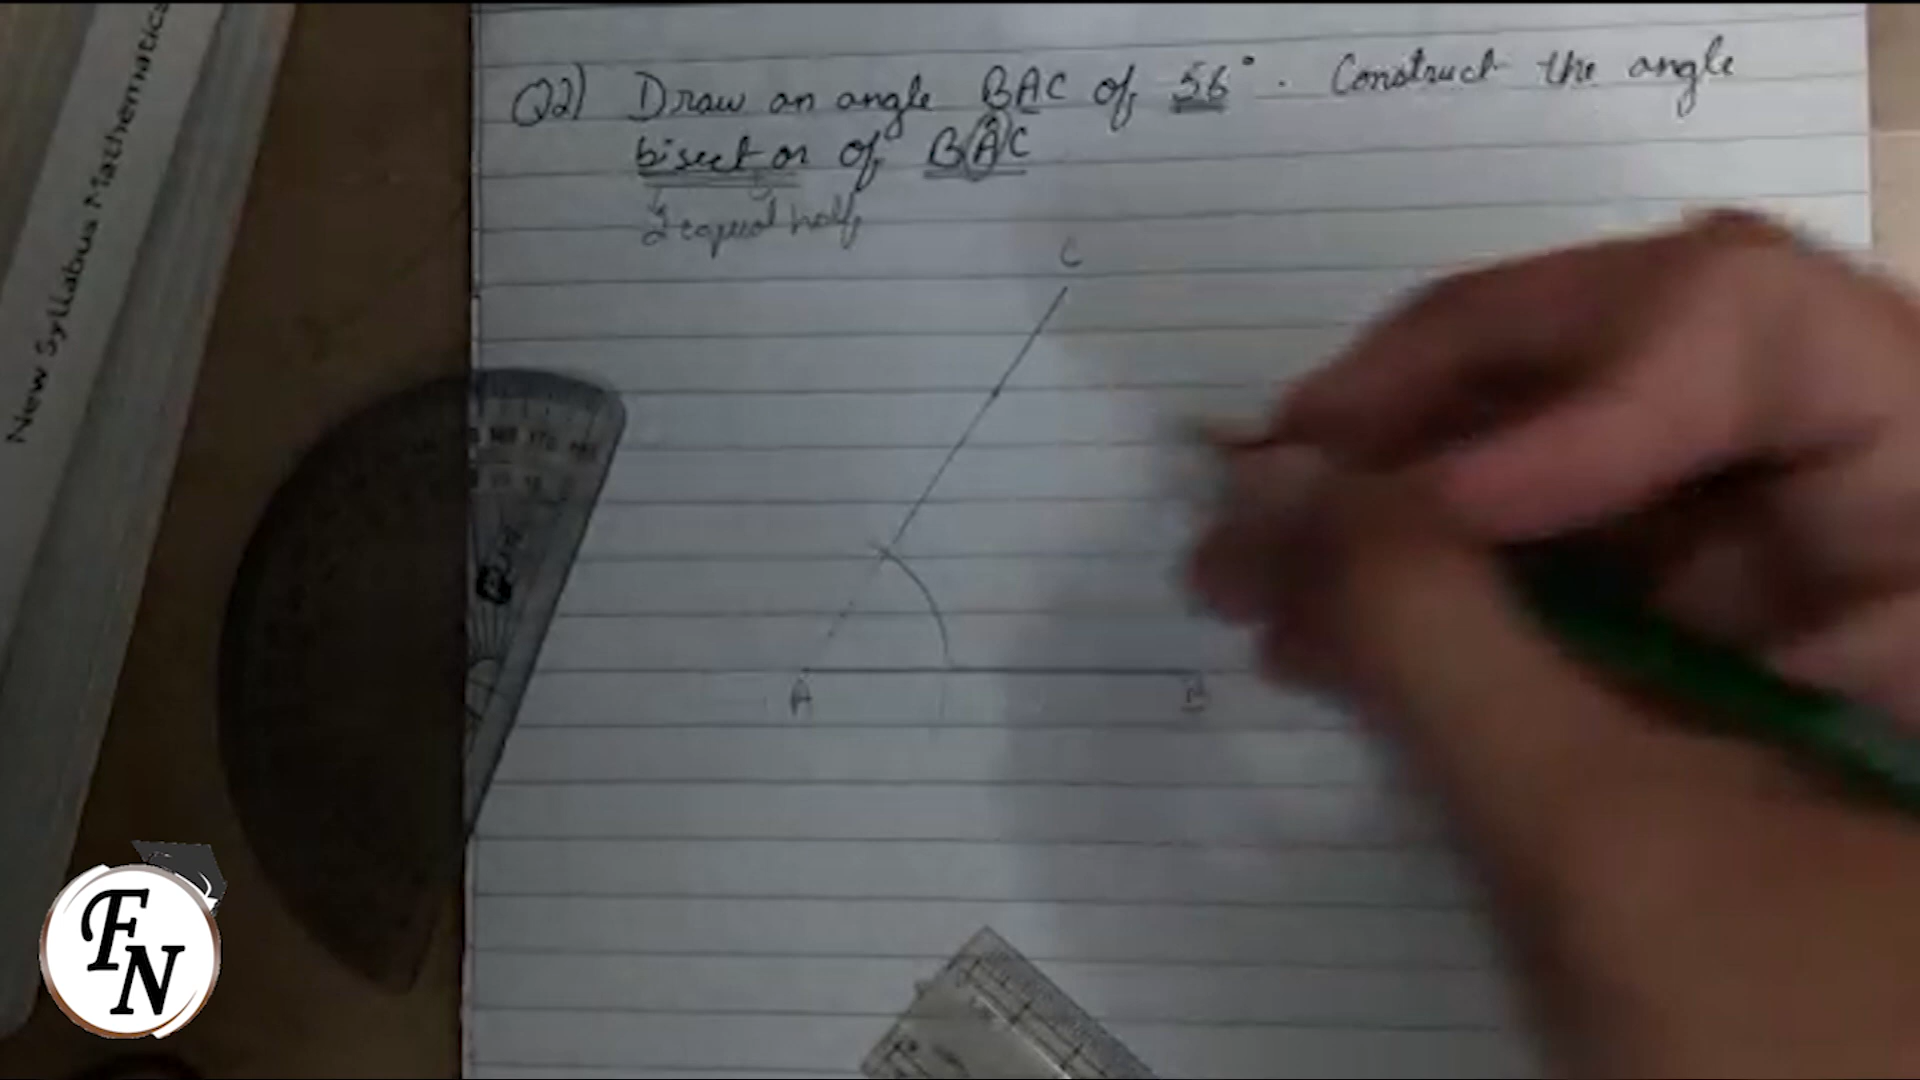 New Syllabus Mathematics
Q2) Draw an angle BAC of 56°. Construct the angle
bisector of BÂC
2 equal half
C
A
B
FN